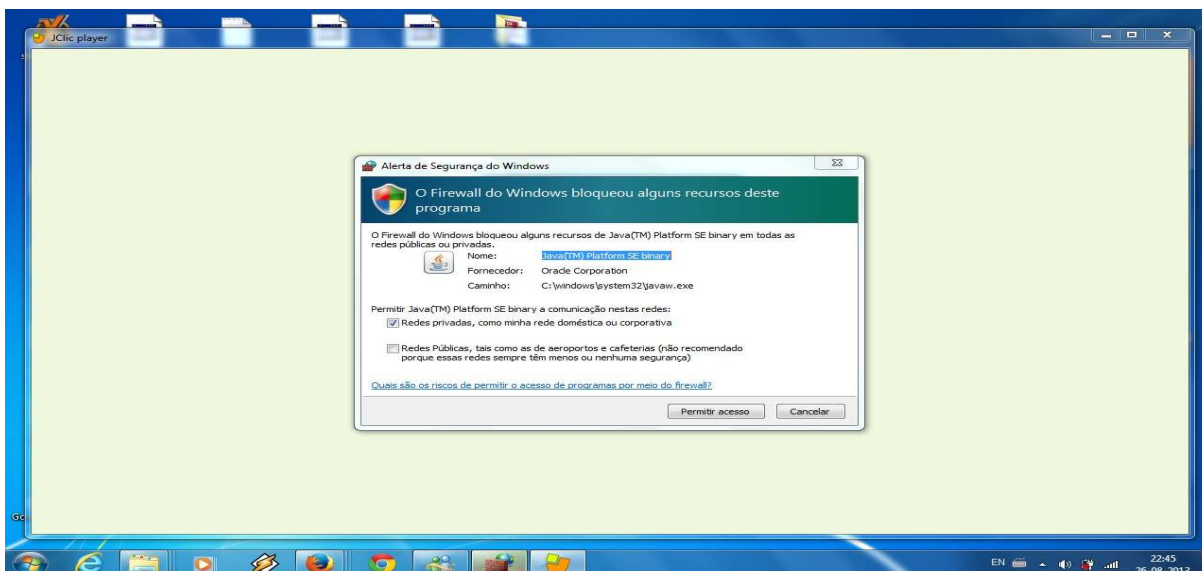 JClic player
Alerta de Segurança do Windows
O Firewall do Windows bloqueou alguns recursos deste
programa
O Firewall do Windows bloqueou alguns recursos de Java(TM) Platform SE binary em todas as
redes públicas ou privadas.
Nome: Java(TM) Platform SE binary
Fornecedor: Oracle Corporation
Caminho: C:\windows\system32\javaw.exe
Permitir Java(TM) Platform SE binary a comunicação nestas redes:
Redes privadas, como minha rede doméstica ou corporativa
Redes Públicas, tais como as de aeroportos e cafeterias (não recomendado
porque essas redes sempre têm menos ou nenhuma segurança)
Quais são os riscos de permitir o acesso de programas por meio do firewall?
Permitir acesso Cancelar
EN 22:45
26-08-2013